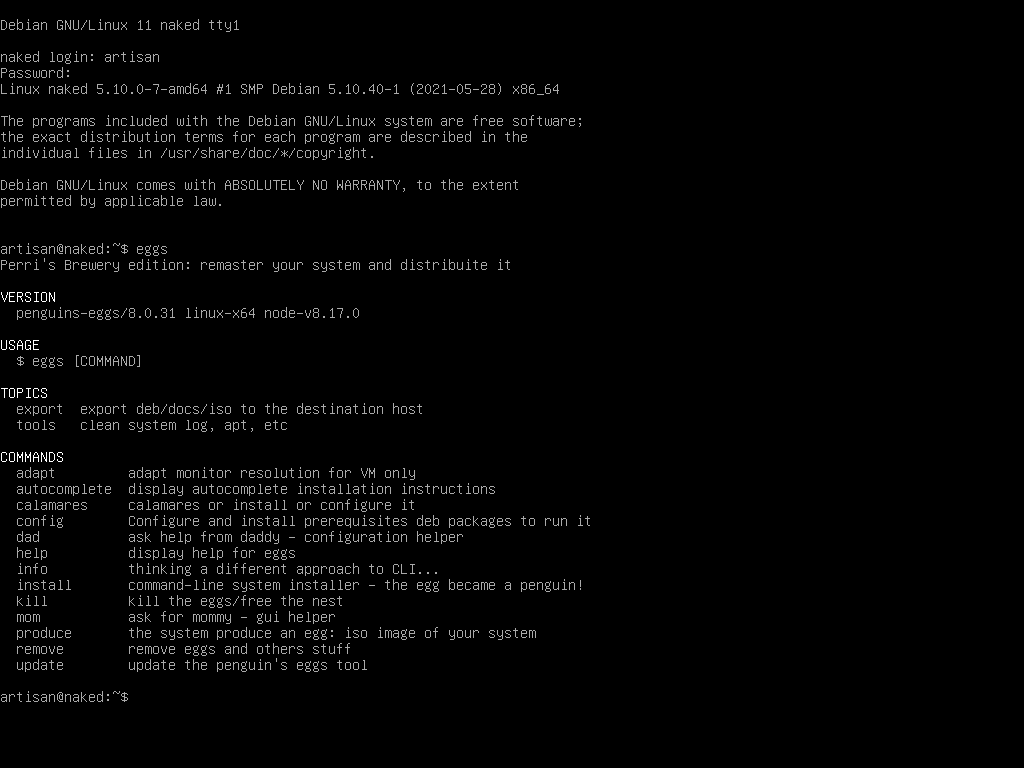 Debian GNU/Linux 11 naked tty1
naked login: artisan
Password:
Linux naked 5.10.0-7-amd64 #1 SMP Debian 5.10.40-1 (2021-05-28) x86_64
The programs included with the Debian GNU/Linux system are free software;
the exact distribution terms for each program are described in the
individual files in /usr/share/doc/*/copyright.
Debian GNU/Linux comes with ABSOLUTELY NO WARRANTY, to the extent
permitted by applicable law.
artisan@naked:~$ eggs
Perri's Brewery edition: remaster your system and distribuite it
VERSION
  penguins-eggs/8.0.31 linux-x64 node-v8.17.0
USAGE
  $ eggs [COMMAND]
TOPICS
  export  export deb/docs/iso to the destination host
  tools   clean system log, apt, etc
COMMANDS
  adapt         adapt monitor resolution for VM only
  autocomplete  display autocomplete installation instructions
  calamares     calamares or install or configure it
  config        Configure and install prerequisites deb packages to run it
  dad           ask help from daddy - configuration helper
  help          display help for eggs
  info          thinking a different approach to CLI...
  install       command-line system installer - the egg became a penguin!
  kill          kill the eggs/free the nest
  mom           ask for mommy - gui helper
  produce       the system produce an egg: iso image of your system
  remove        remove eggs and others stuff
  update        update the penguin's eggs tool
artisan@naked:~$